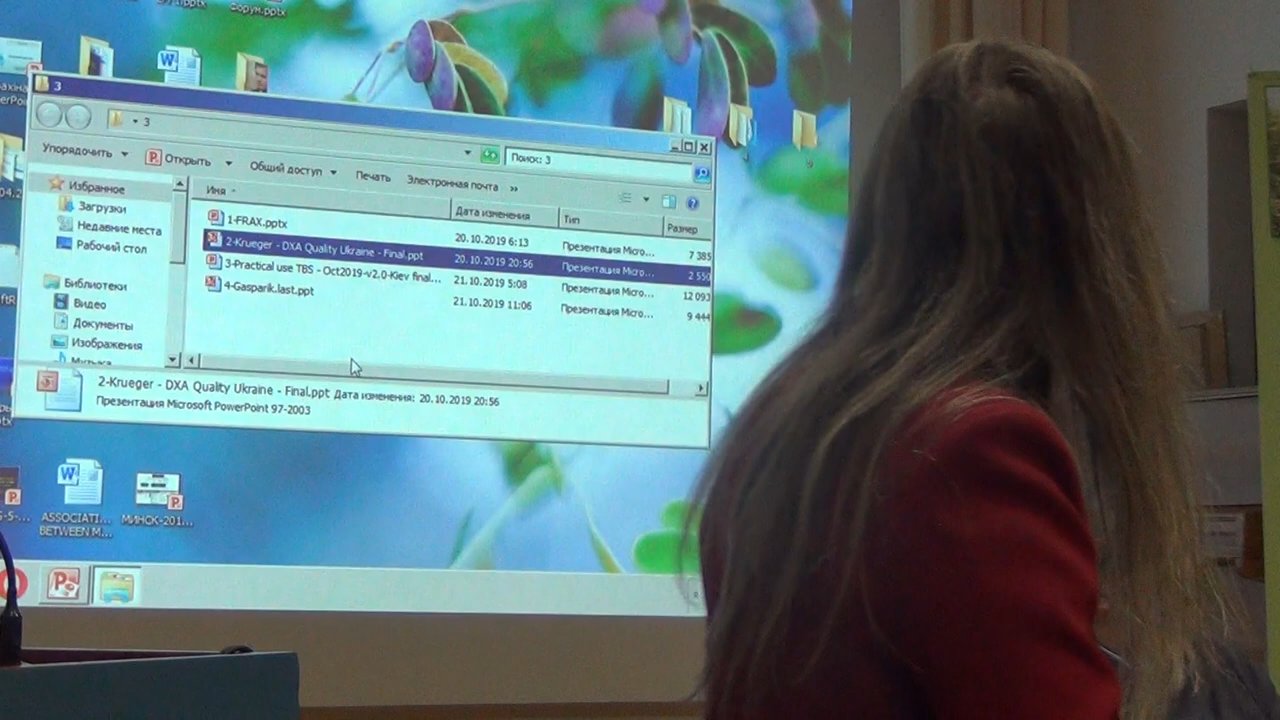 Форум.pptx
3
3
Поиск: 3
Упорядочить
Открыть
Общий доступ
Печать
Электронная почта
»
Избранное
Загрузки
Недавние места
Рабочий стол
Библиотеки
Видео
Документы
Изображения
Музыка
Имя
Дата изменения
Тип
Размер
1-FRAX.pptx
20.10.2019 6:13
Презентация Micro...
7 385
2-Krueger - DXA Quality Ukraine - Final.ppt
20.10.2019 20:56
Презентация Micro...
2 550
3-Practical use TBS - Oct2019-v2.0-Kiev final...
21.10.2019 5:08
Презентация Micro...
12 093
4-Gasparik.last.ppt
21.10.2019 11:06
Презентация Micro...
9 444
2-Krueger - DXA Quality Ukraine - Final.ppt Дата изменения: 20.10.2019 20:56
Презентация Microsoft PowerPoint 97-2003
ASSOCIATI...
BETWEEN M...
МИНСК-201...